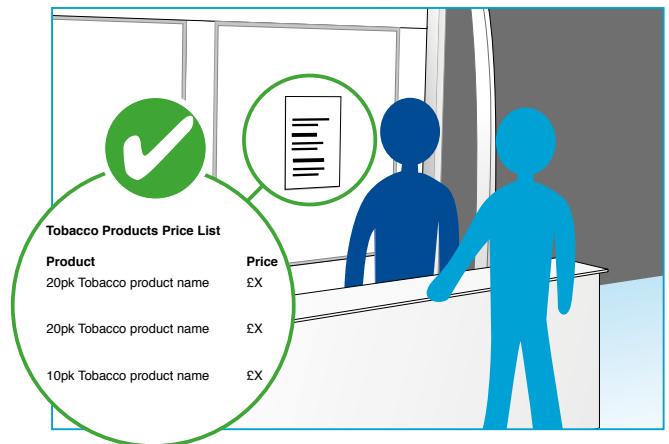 Tobacco Products Price List
Product Price
20pk Tobacco product name £X
20pk Tobacco product name £X
10pk Tobacco product name £X